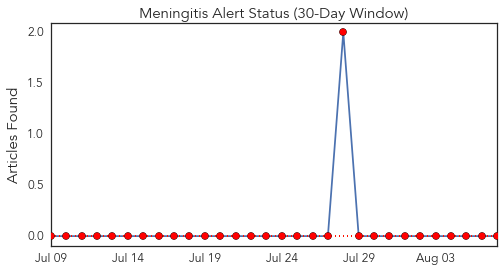 Meningitis Alert Status (30-Day Window)
Articles Found
2.0
1.5
1.0
0.5
0.0
Jul 09 Jul 14 Jul 19 Jul 24 Jul 29 Aug 03